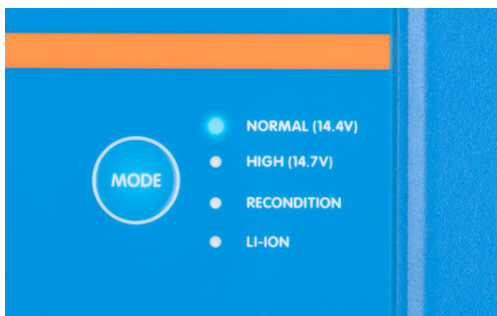 NORMAL (14.4V)
HIGH (14.7V)
MODE
RECONDITION
LI-ION